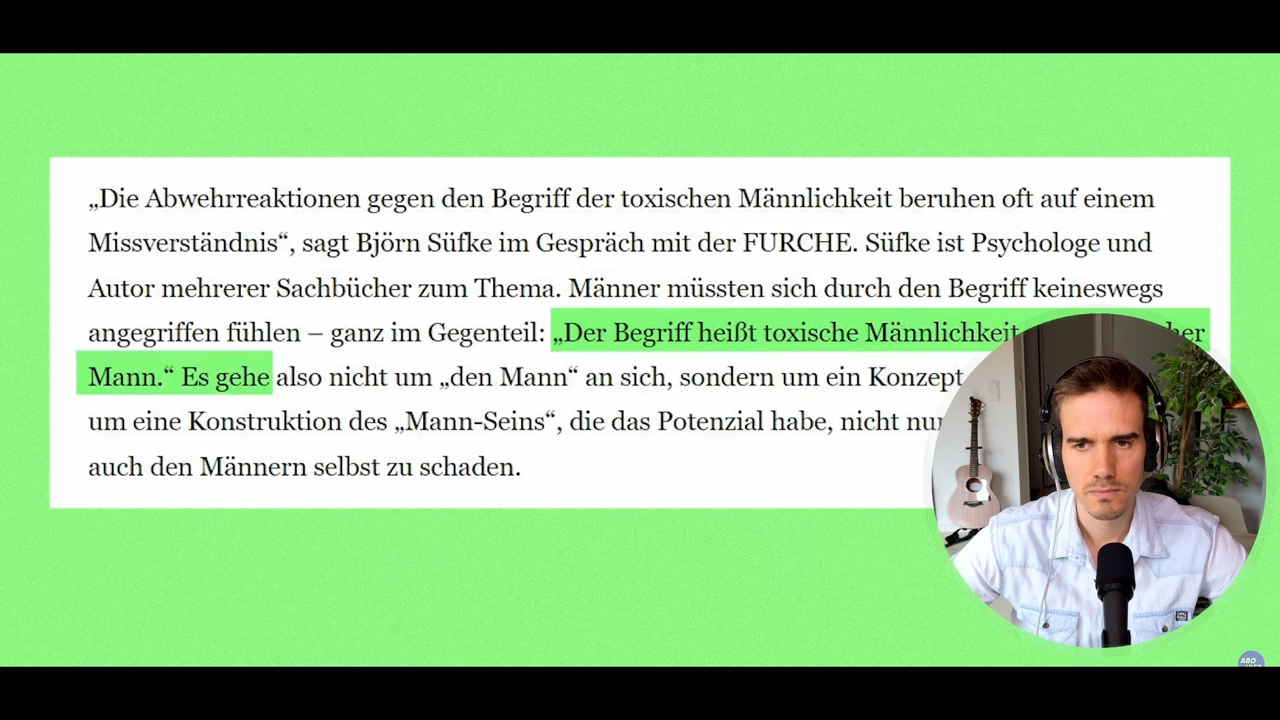 „Die Abwehrreaktionen gegen den Begriff der toxischen Männlichkeit beruhen oft auf einem
Missverständnis“, sagt Björn Süfke im Gespräch mit der FURCHE. Süfke ist Psychologe und
Autor mehrerer Sachbücher zum Thema. Männer müssten sich durch den Begriff keineswegs
angegriffen fühlen – ganz im Gegenteil: „Der Begriff heißt toxische Männlichkeit
Mann.“ Es gehe also nicht um „den Mann“ an sich, sondern um ein Konzept
um eine Konstruktion des „Mann-Seins“, die das Potenzial habe, nicht nur
auch den Männern selbst zu schaden.
ABO